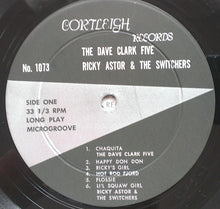 CORTLEIGH
RECORDS
THE DAVE CLARK FIVE
No. 1073
RICKY ASTOR & THE SWITCHERS
SIDE ONE
33 1/3 RPM
LONG PLAY
MICROGROOVE
1. CHAQUITA
THE DAVE CLARK FIVE
2. HAPPY DON DON
3. RICKY'S GIRL
4. HOT ROD
5. FLOSSIE
6. LI'L SQUAW GIRL
RICKY ASTOR &
THE SWITCHERS